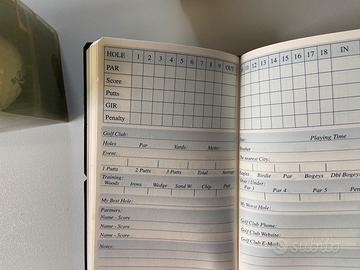 HOLE 1 2 3 4 5 6 7 8 9 OUT
PAR
Score
Putts
GIR
Penalty
Golf Club:
Holes Par Yards: Meter:
Event:
1 Putts 2 Putts 3 Putts Total: Average
Training:
Woods Irons Wedge Sand W. Chip Putt
My Best Hole:
Partners:
Name - Score
Name - Score
Name - Score
Notes:
10 11 12 13 14 15 16 17 18 IN
Playing Time
Weather
The nearest City:
Eagles Birdie Par Bogeys Dbl Bogeys
Over / Under:
Par 3 Par 4 Par 5
My Worst Hole:
Golf Club Phone:
Golf Club Website:
Golf Club E-Mail:
subito